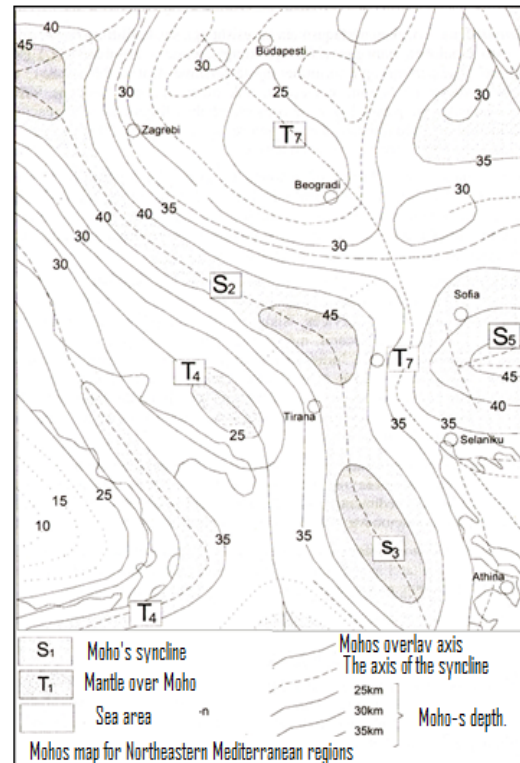 40
45
30
Budapesti
25
30
30
Zagrebi
T7
35
Beogradi
40
40
35
30
30
30
30
S2
Sofia
45
S5
T4
T7
45
Tirana
40
25
35
35
Selaniku
15
25
10
35
35
S3
Athina
T4
S1 Moho's syncline
T1 Mantle over Moho
Sea area
-n
Mohos overlav axis
The axis of the syncline
25km
30km
35km
Moho-s depth.
Mohos map for Northeastern Mediterranean regions